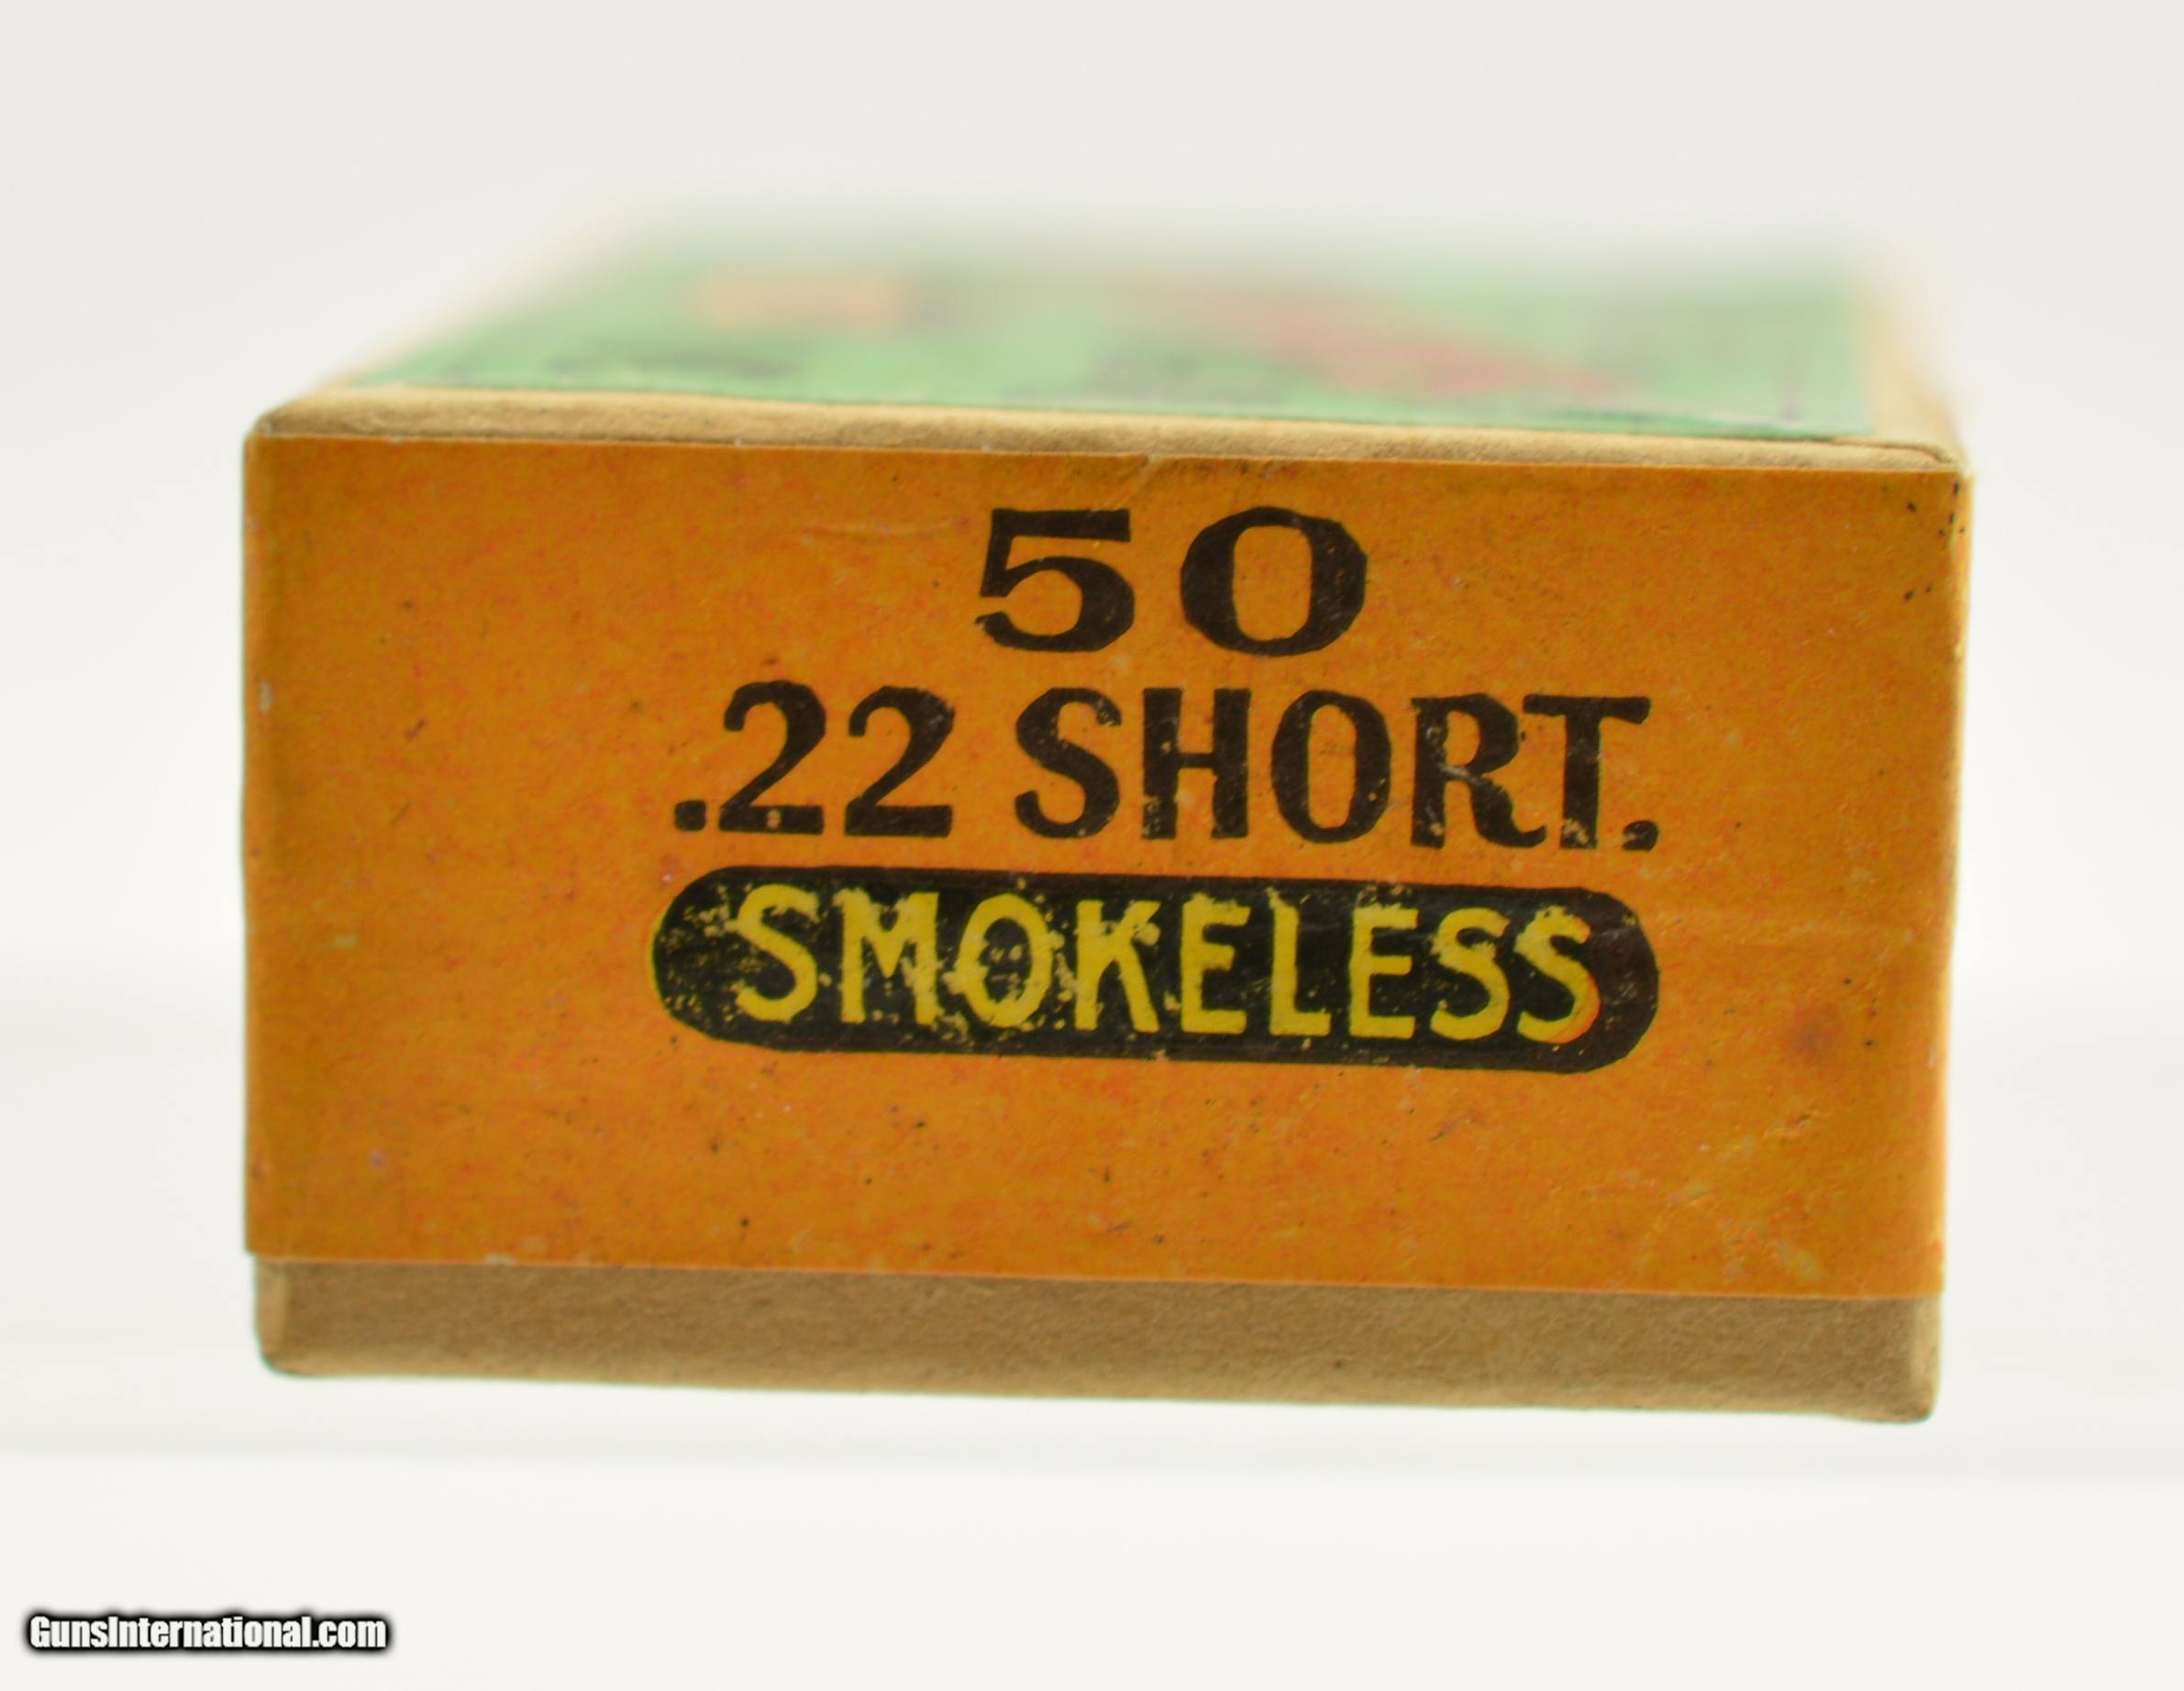 50
.22 SHORT.
SMOKELESS
GunsInternational.com